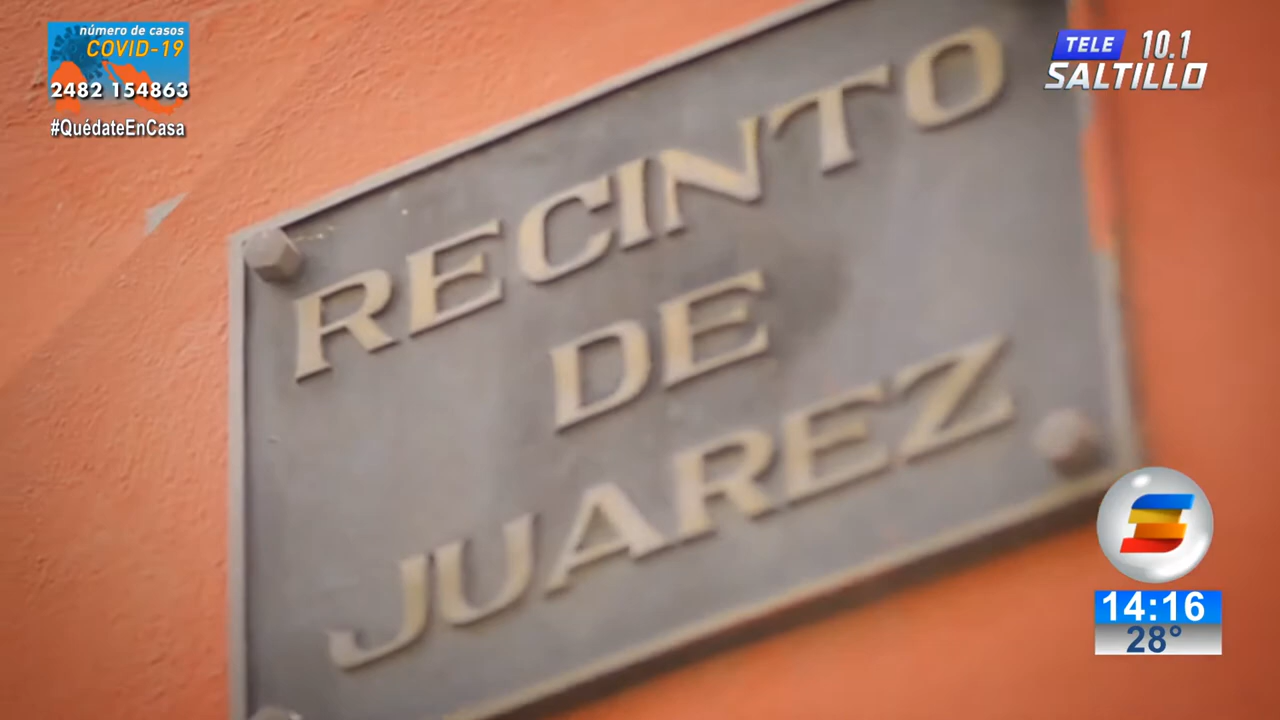 número de casos
COVID-19
2482 154863
#QuédateEnCasa
TELE 10.1
SALTILLO
RECINTO
DE
JUAREZ
14:16
28°